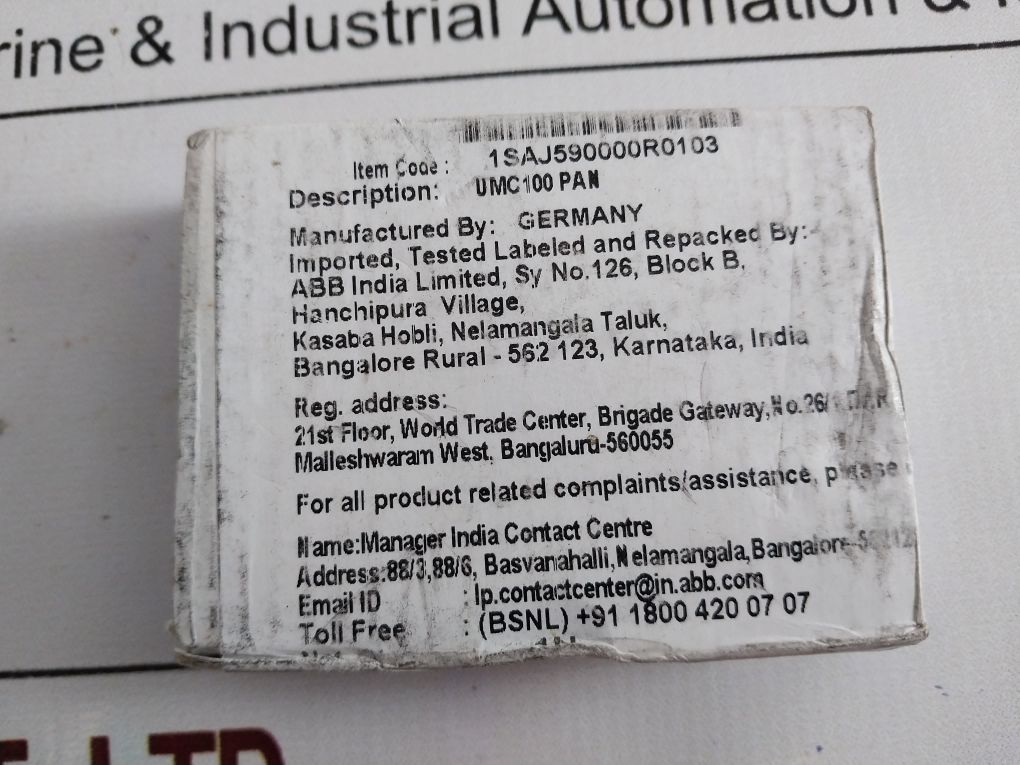 & Industrial Automation &
Item Code : 1SAJ590000R0103
Description: UMC100 PAN
Manufactured By: GERMANY
Imported, Tested Labeled and Repacked By:-
ABB India Limited, Sy No.126, Block B,
Hanchipura Village,
Kasaba Hobli, Nelamangala Taluk,
Bangalore Rural - 562 123, Karnataka, India
Reg. address:
21st Floor, World Trade Center, Brigade Gateway,No.26/
Malleshwaram West, Bangaluru-560055
For all product related complaints/assistance, please
Name:Manager India Contact Centre
Address:88/3,88/6, Basvanahalli,Nelamangala,Bangalore-
Email ID : lp.contactcenter@in.abb.com
Toll Free : (BSNL) +91 1800 420 07 07
LTD